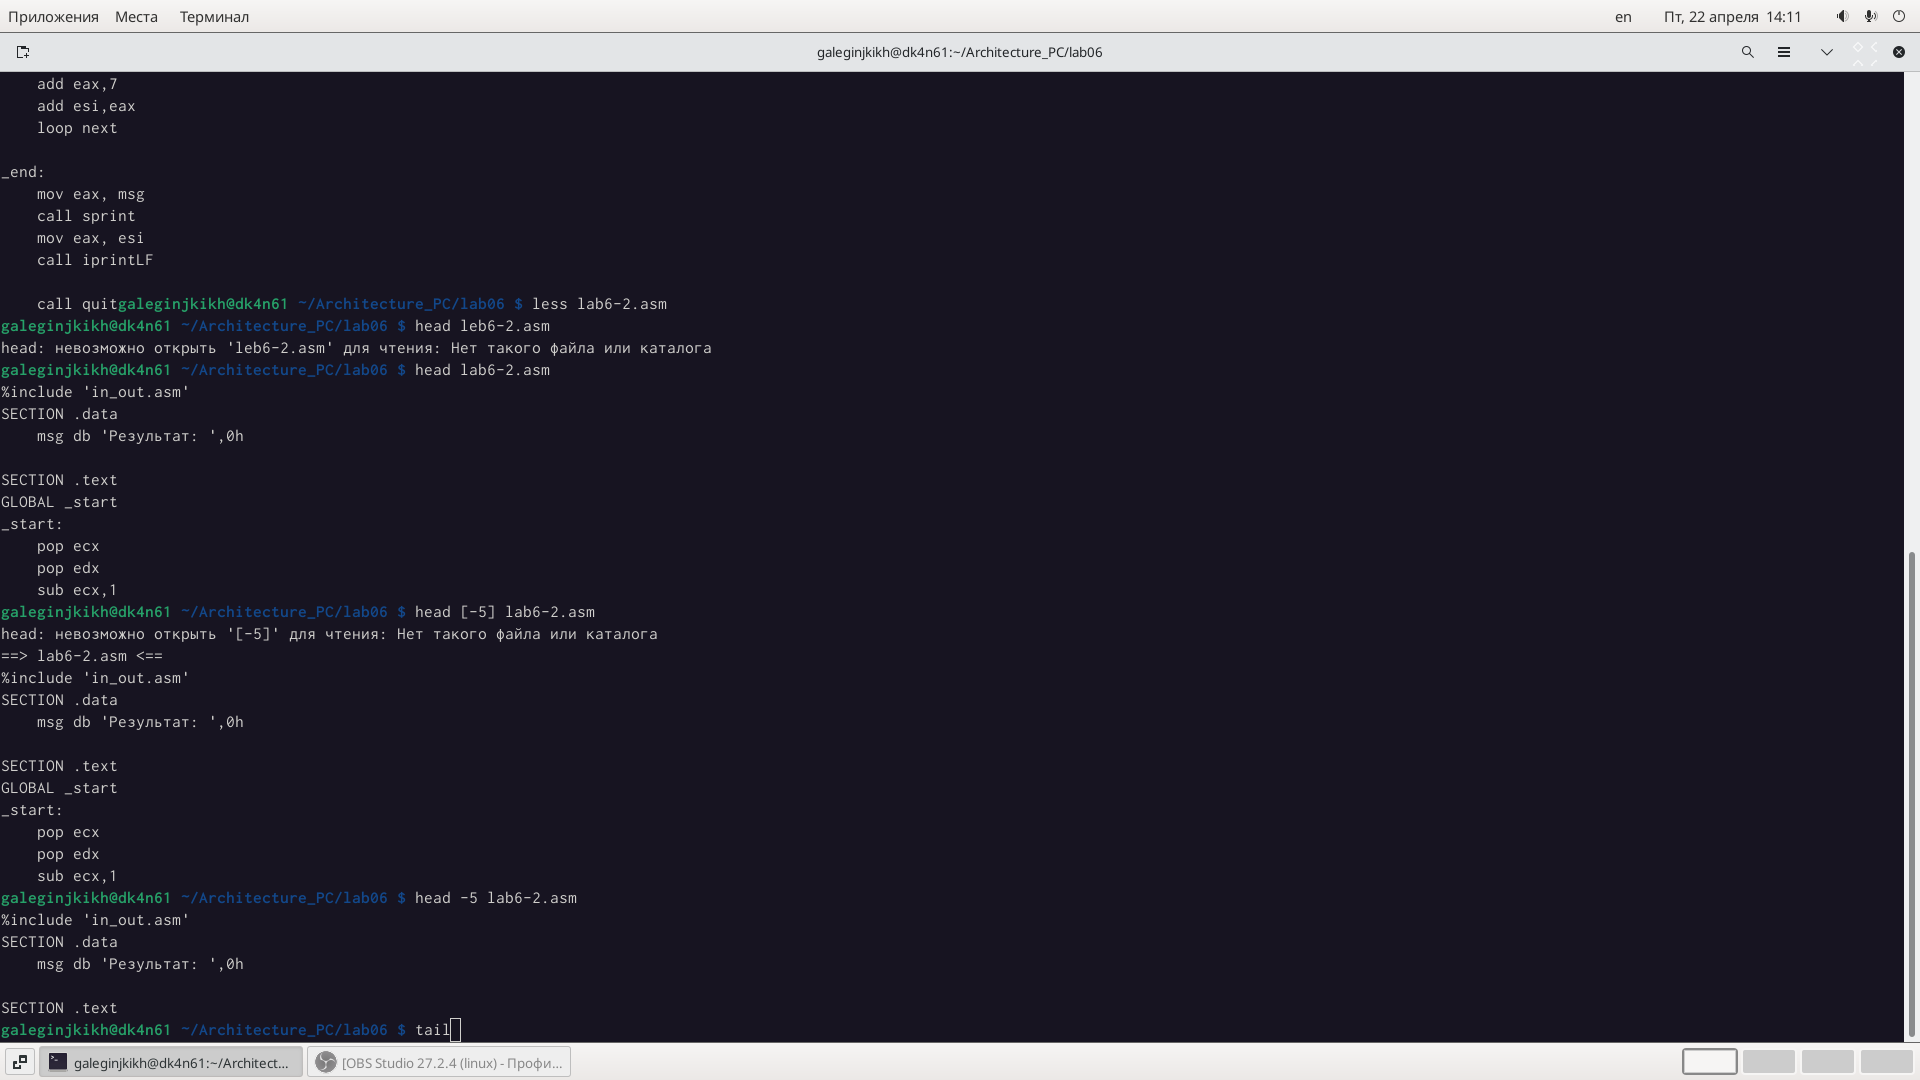 Приложения Места Терминал en Пт, 22 апреля 14:11
galeginjkikh@dk4n61:~/Architecture_PC/lab06
    add eax,7
    add esi,eax
    loop next
_end:
    mov eax, msg
    call sprint
    mov eax, esi
    call iprintLF
    call quitgaleginjkikh@dk4n61 ~/Architecture_PC/lab06 $ less lab6-2.asm
galeginjkikh@dk4n61 ~/Architecture_PC/lab06 $ head leb6-2.asm
head: невозможно открыть 'leb6-2.asm' для чтения: Нет такого файла или каталога
galeginjkikh@dk4n61 ~/Architecture_PC/lab06 $ head lab6-2.asm
%include 'in_out.asm'
SECTION .data
    msg db 'Результат: ',0h
SECTION .text
GLOBAL _start
_start:
    pop ecx
    pop edx
    sub ecx,1
galeginjkikh@dk4n61 ~/Architecture_PC/lab06 $ head [-5] lab6-2.asm
head: невозможно открыть '[-5]' для чтения: Нет такого файла или каталога
==> lab6-2.asm <==
%include 'in_out.asm'
SECTION .data
    msg db 'Результат: ',0h
SECTION .text
GLOBAL _start
_start:
    pop ecx
    pop edx
    sub ecx,1
galeginjkikh@dk4n61 ~/Architecture_PC/lab06 $ head -5 lab6-2.asm
%include 'in_out.asm'
SECTION .data
    msg db 'Результат: ',0h
SECTION .text
galeginjkikh@dk4n61 ~/Architecture_PC/lab06 $ tail
galeginjkikh@dk4n61:~/Architect... [OBS Studio 27.2.4 (linux) - Профи...